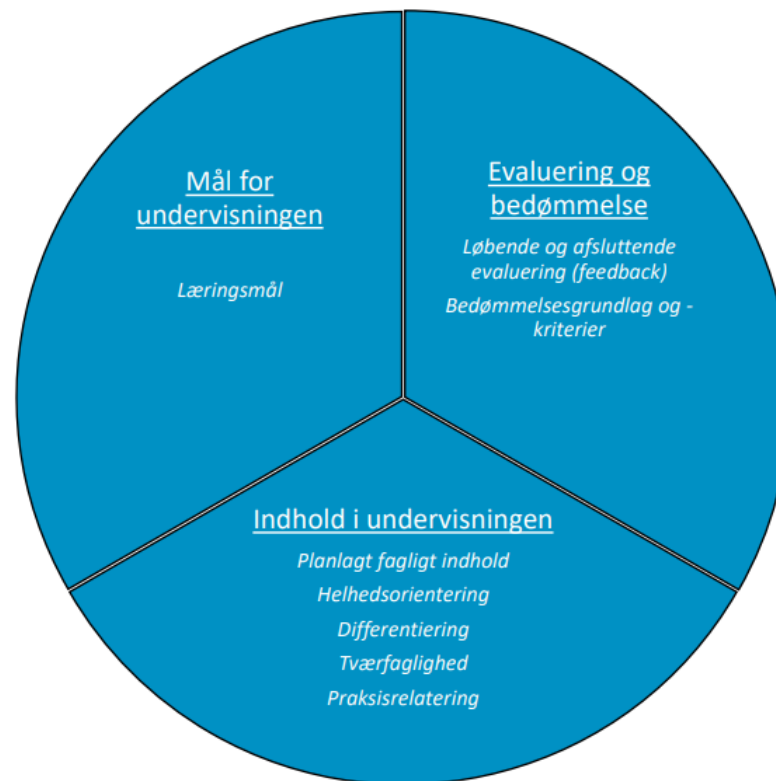 Mål for
undervisningen
Læringsmål
Evaluering og
bedømmelse
Løbende og afsluttende
evaluering (feedback)
Bedømmelsesgrundlag og -
kriterier
Indhold i undervisningen
Planlagt fagligt indhold
Helhedsorientering
Differentiering
Tværfaglighed
Praksisrelatering